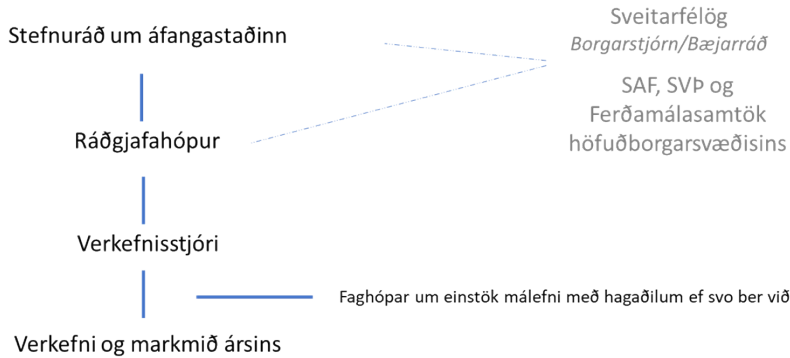 Stefnuráð um áfangastaðinn
Sveitarfélög
Borgarstjórn/Bæjarráð
SAF, SVÞ og
Ferðamálasamtök
höfuðborgarsvæðisins
Ráðgjafahópur
Verkefnisstjóri
Faghópar um einstök málefni með hagaðilum ef svo ber við
Verkefni og markmið ársins